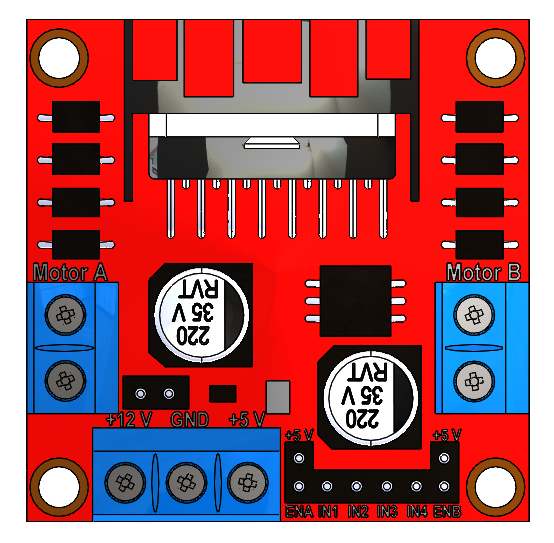 Motor A
Motor B
220
35 V
RVT
220
35 V
RVT
+12 V GND +5 V
+5 V
+5 V
ENA IN1 IN2 IN3 IN4 ENB